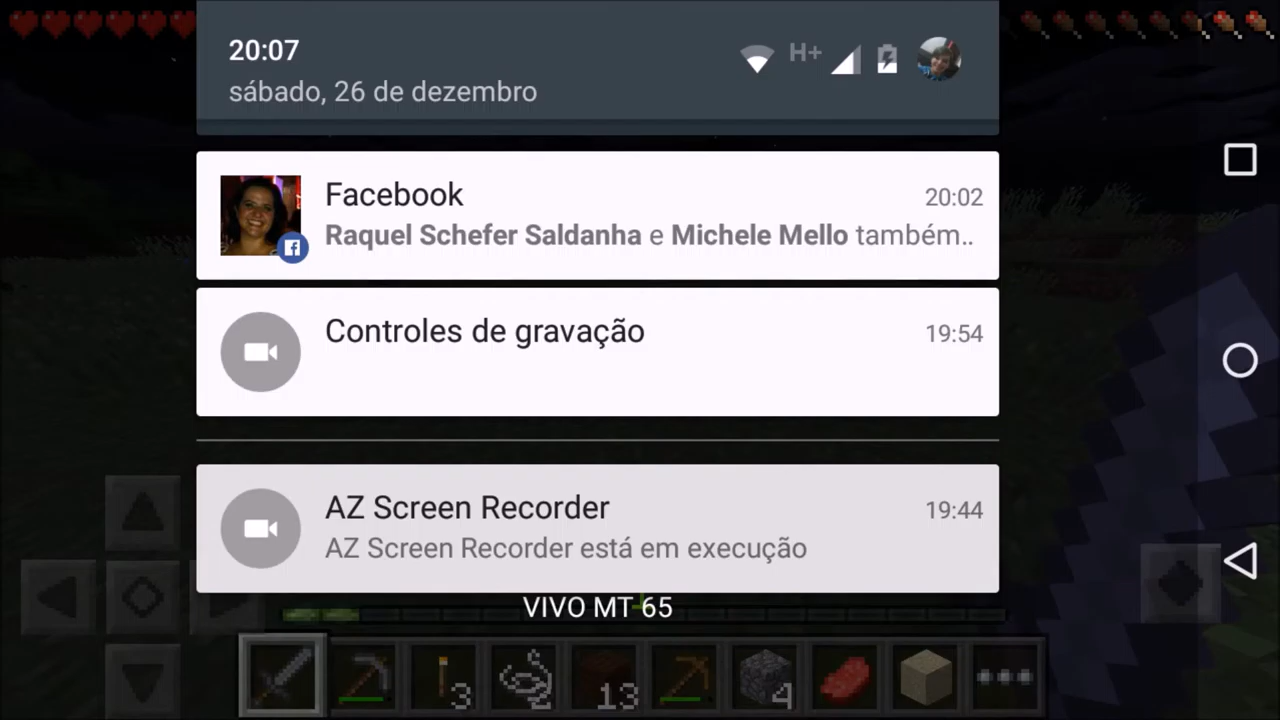 20:07
H+
sábado, 26 de dezembro
Facebook
20:02
Raquel Schefer Saldanha e Michele Mello também..
Controles de gravação
19:54
AZ Screen Recorder
19:44
AZ Screen Recorder está em execução
VIVO MT 65
3
2
13
4